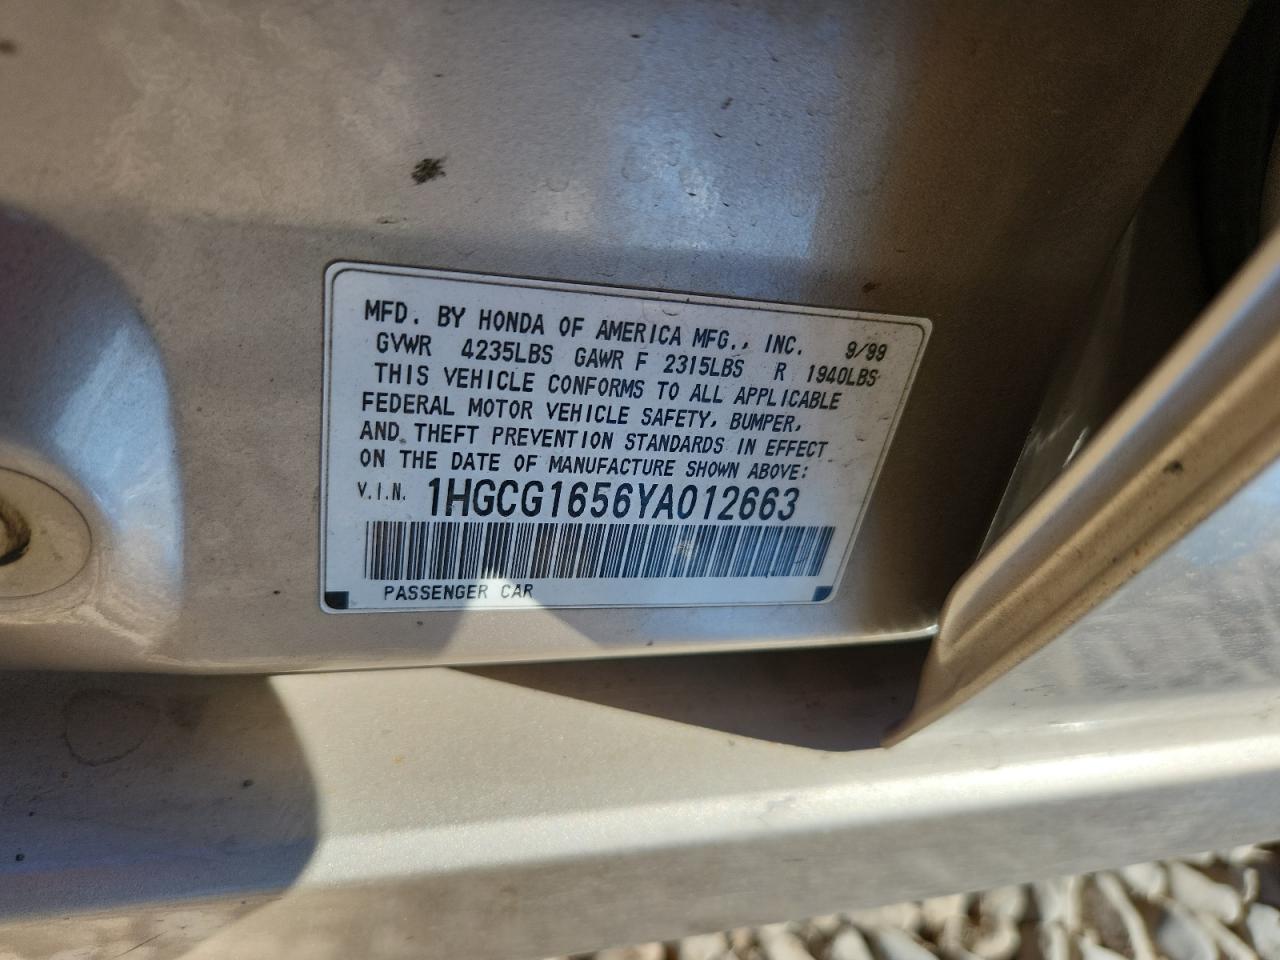 MFD. BY HONDA OF AMERICA MFG., INC. 9/99
GVWR 4235LBS GAWR F 2315LBS R 1940LBS
THIS VEHICLE CONFORMS TO ALL APPLICABLE
FEDERAL MOTOR VEHICLE SAFETY, BUMPER,
AND THEFT PREVENTION STANDARDS IN EFFECT
ON THE DATE OF MANUFACTURE SHOWN ABOVE:
V.I.N. 1HGCG1656YA012663
PASSENGER CAR